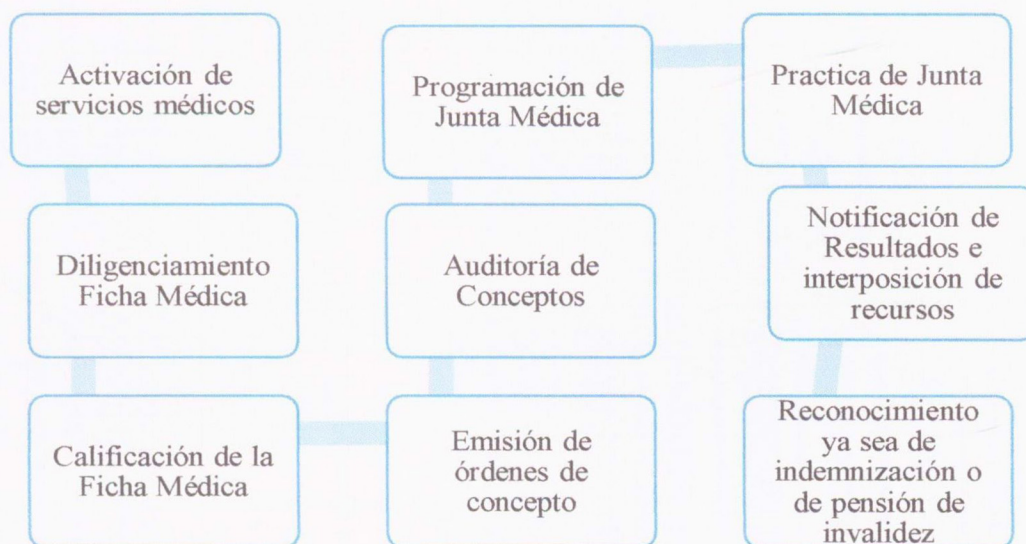 Activación de
servicios médicos
Diligenciamiento
Ficha Médica
Calificación de la
Ficha Médica
Emisión de
órdenes de
concepto
Auditoría de
Conceptos
Programación de
Junta Médica
Practica de Junta
Médica
Notificación de
Resultados e
interposición de
recursos
Reconocimiento
ya sea de
indemnización o
de pensión de
invalidez